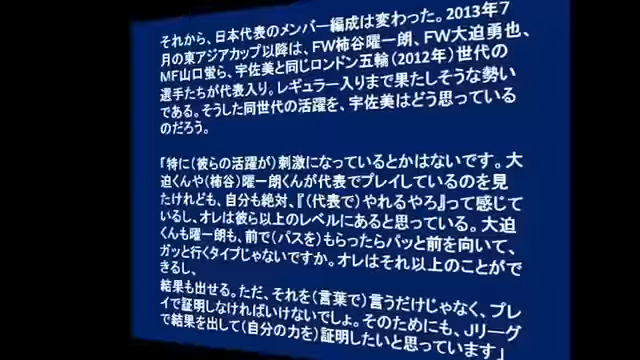 それから、日本代表のメンバー編成は変わった。2013年7
月の東アジアカップ以降は、FW柿谷曜一朗、FW大迫勇也、
MF山口蛍ら、宇佐美と同じロンドン五輪（2012年）世代の
選手たちが代表入り。レギュラー入りまで果たしそうな勢い
である。そうした同世代の活躍を、宇佐美はどう思っている
のだろう。
「特に（彼らの活躍が）刺激になっているとかはないです。大
迫くんや（柿谷）曜一朗くんが代表でプレイしているのを見
たけれども、自分も絶対、『（代表で）やれるやろ』って感じて
いるし、オレは彼ら以上のレベルにあると思っている。大迫
くんも曜一朗も、前で（パスを）もらったらバッと前を向いて、
ガッと行くタイプじゃないですか。オレはそれ以上のことがで
きるし、
結果も出せる。ただ、それを（言葉で）言うだけじゃなく、プレ
イで証明しなければいけないでしょ。そのためにも、Jリーグ
で結果を出して（自分の力を）証明したいと思っています」